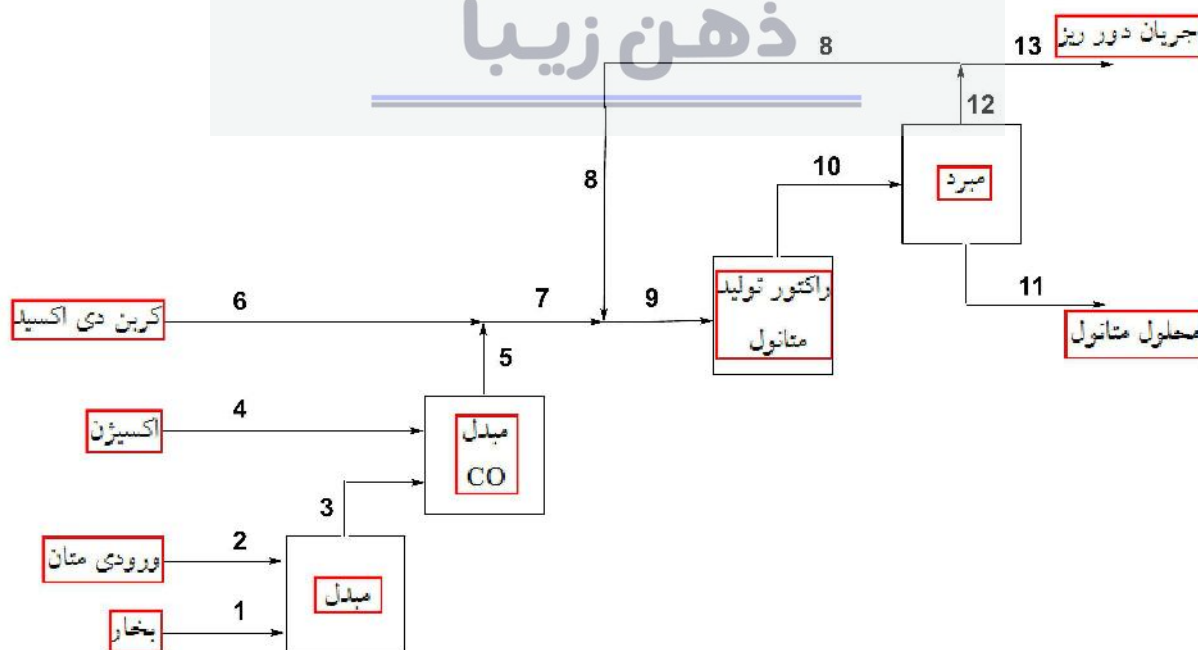 ذهن زیبا
8
13
جریان دور ریز
12
مبرد
8
10
راکتور تولید
متانول
11
محلول متانول
کربن دی اکسید
6
7
9
5
اکسیژن
4
مبدل
CO
3
ورودی متان
2
مبدل
بخار
1